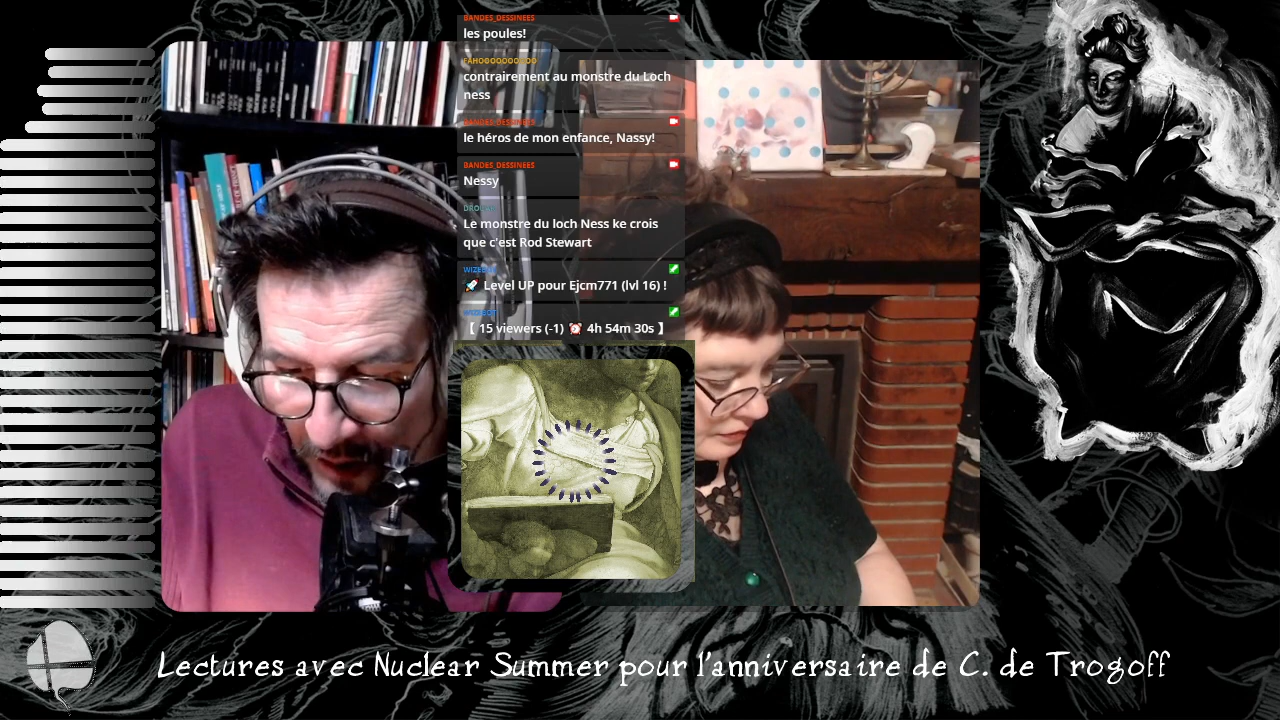 BANDES_DESSINEES
les poules!
contrairement au monstre du Loch
ness
BANDES_DESSINEES
le héros de mon enfance, Nassy!
BANDES_DESSINEES
Nessy
Le monstre du loch Ness ke crois
que c'est Rod Stewart
🚀 Level UP pour Ejcm771 (lvl 16) !
【 15 viewers (-1) ⏰ 4h 54m 30s 】
Lectures avec Nuclear Summer pour l'anniversaire de C. de Trogoff